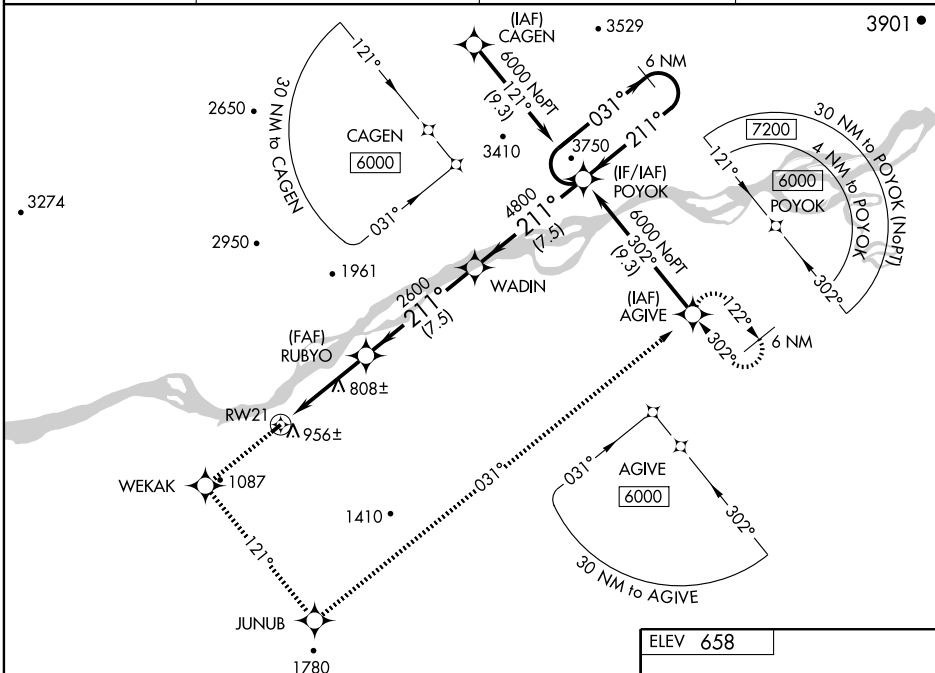 (IAF)
CAGEN
3529
3901
121°
6000 NoPT
121°
(9.3)
6 NM
031°
211°
30 NM to CAGEN
2650
CAGEN
6000
031°
3410
3750
(IF/IAF)
POYOK
7200
30 NM to POYOK (NoPT)
4 NM to POYOK
121°
6000
POYOK
302°
3274
4800
211°
(7.5)
2950
1961
WADIN
6000 NoPT
302°
(9.3)
2600
211°
(7.5)
(IAF)
AGIVE
122°
302°
6 NM
(FAF)
RUBYO
808±
RW21
956±
WEKAK
1087
031°
1410
121°
031°
AGIVE
6000
302°
30 NM to AGIVE
JUNUB
1780
ELEV 658